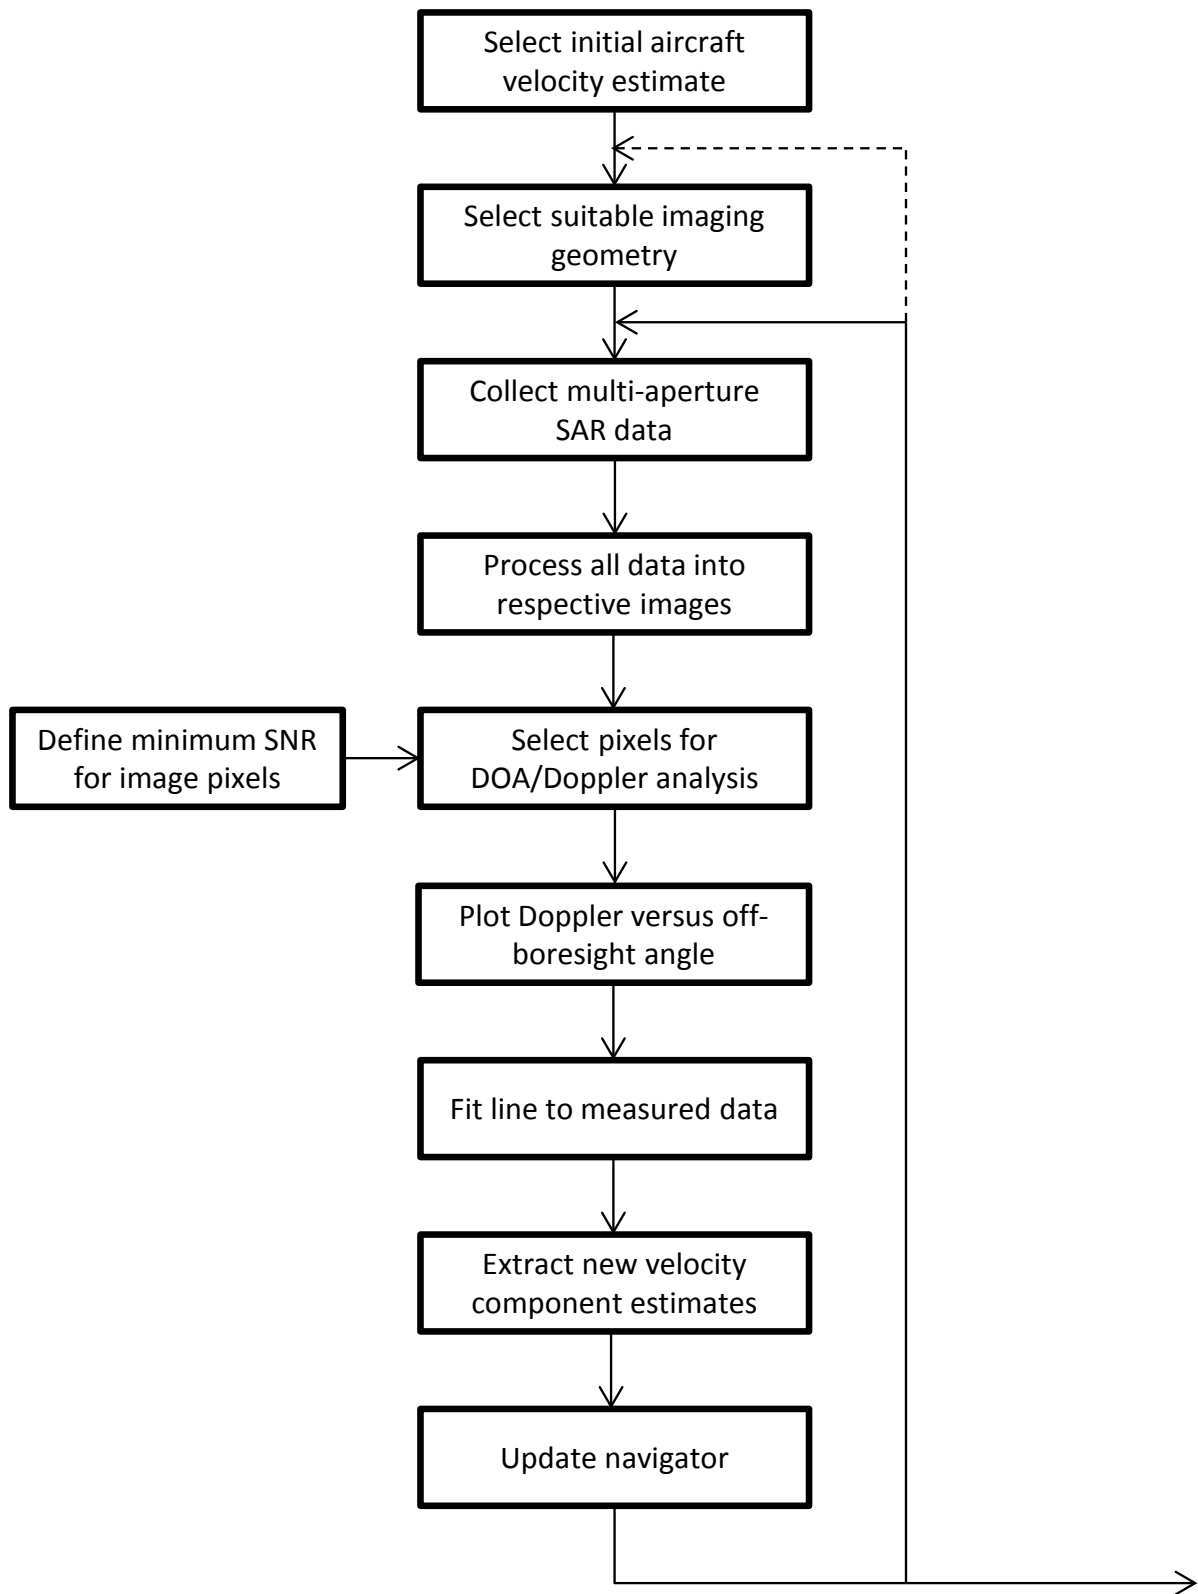 Select initial aircraft
velocity estimate
Select suitable imaging
geometry
Collect multi-aperture
SAR data
Process all data into
respective images
Define minimum SNR
for image pixels
Select pixels for
DOA/Doppler analysis
Plot Doppler versus off-
boresight angle
Fit line to measured data
Extract new velocity
component estimates
Update navigator